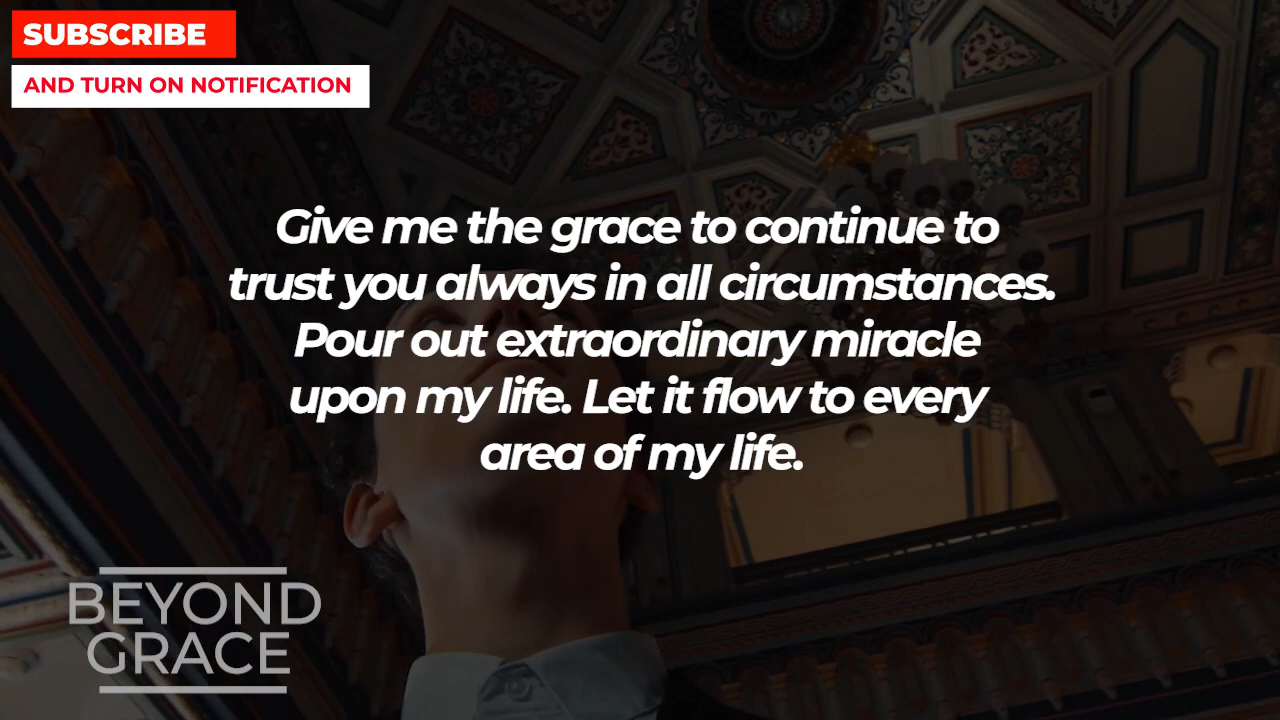 SUBSCRIBE
AND TURN ON NOTIFICATION
Give me the grace to continue to
trust you always in all circumstances.
Pour out extraordinary miracle
upon my life. Let it flow to every
area of my life.
BEYOND
GRACE